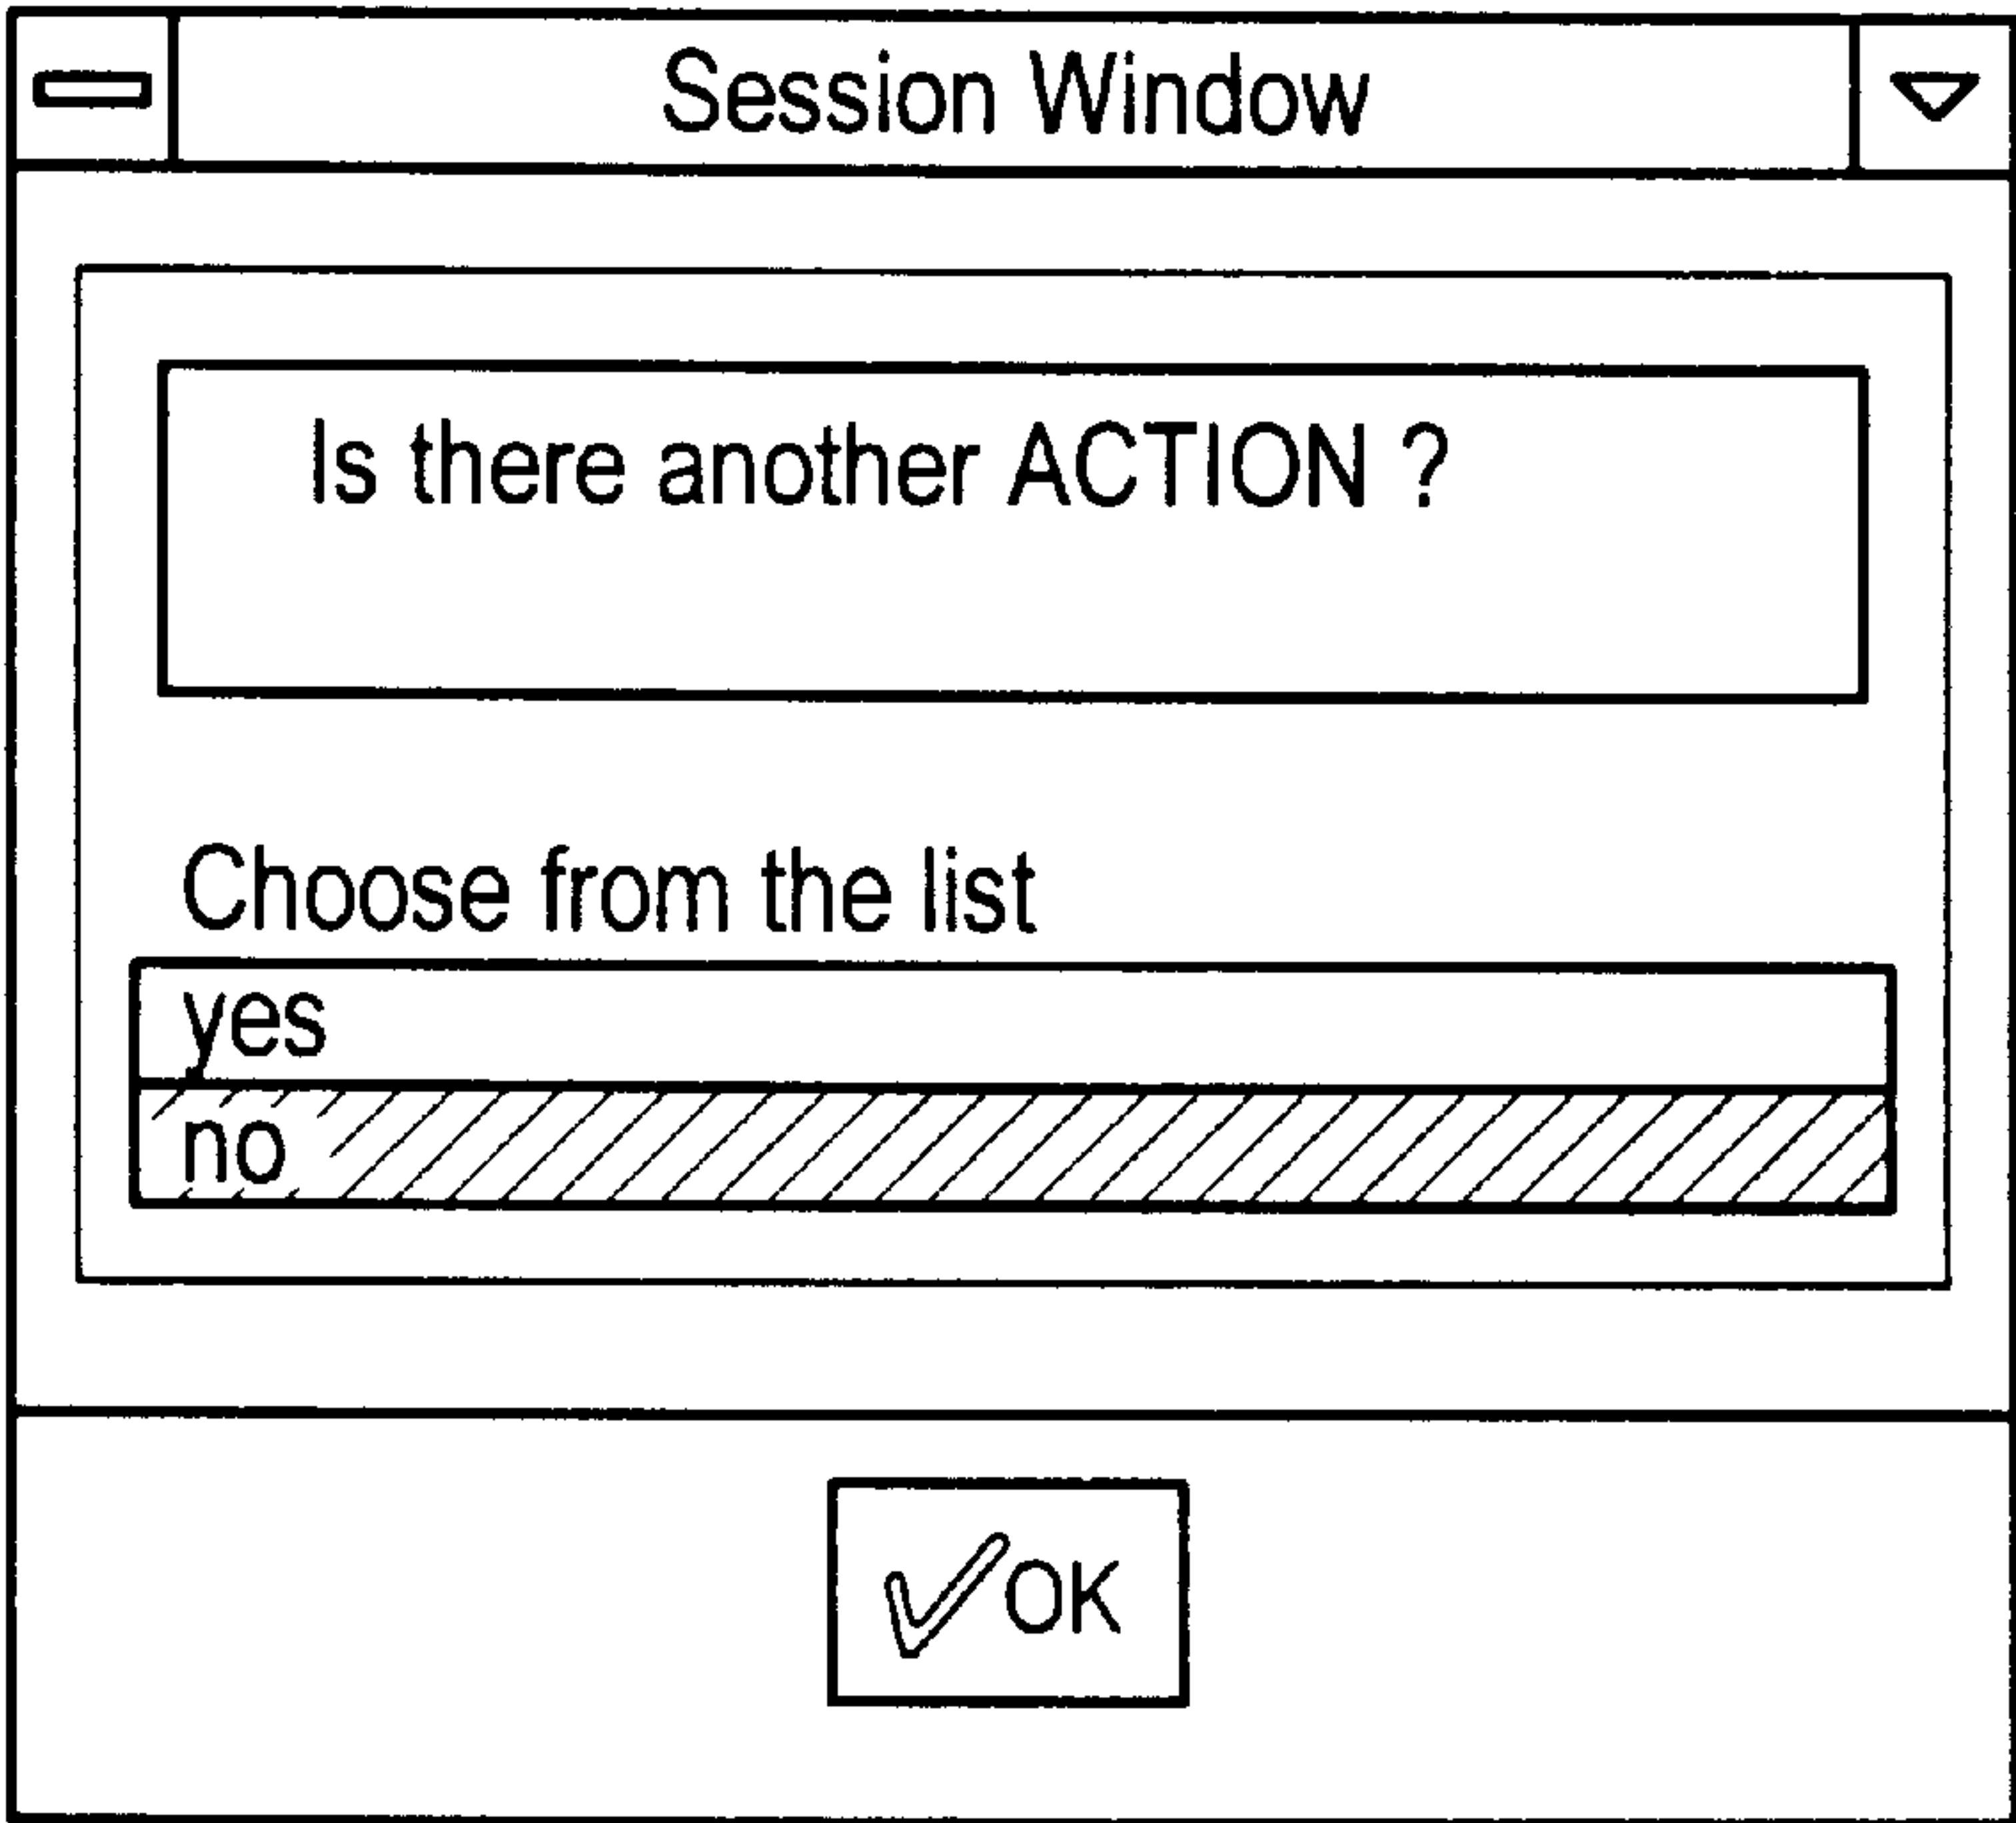 Session Window
Is there another ACTION ?
Choose from the list
yes
no
OK